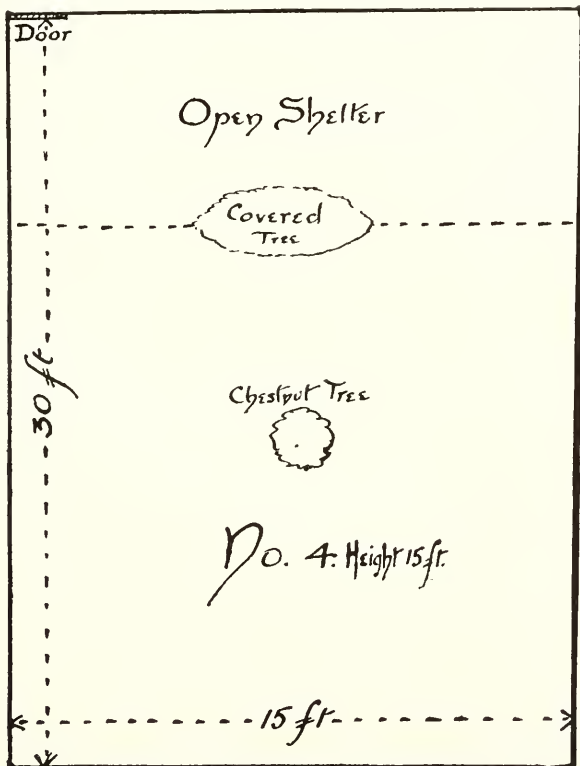 Door
Open Shelter
Covered
Tree
30 ft
Chestnut Tree
No. 4. Height 15 ft.
15 ft